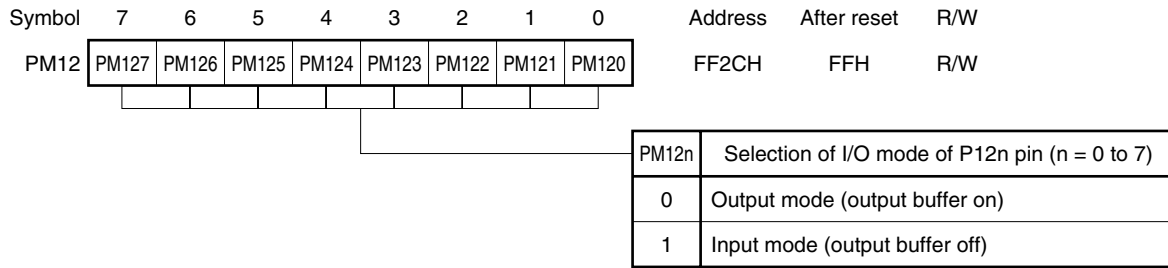 Symbol 7 6 5 4 3 2 1 0 Address After reset R/W
PM12 PM127 PM126 PM125 PM124 PM123 PM122 PM121 PM120 FF2CH FFH R/W
PM12n Selection of I/O mode of P12n pin (n = 0 to 7)
0 Output mode (output buffer on)
1 Input mode (output buffer off)